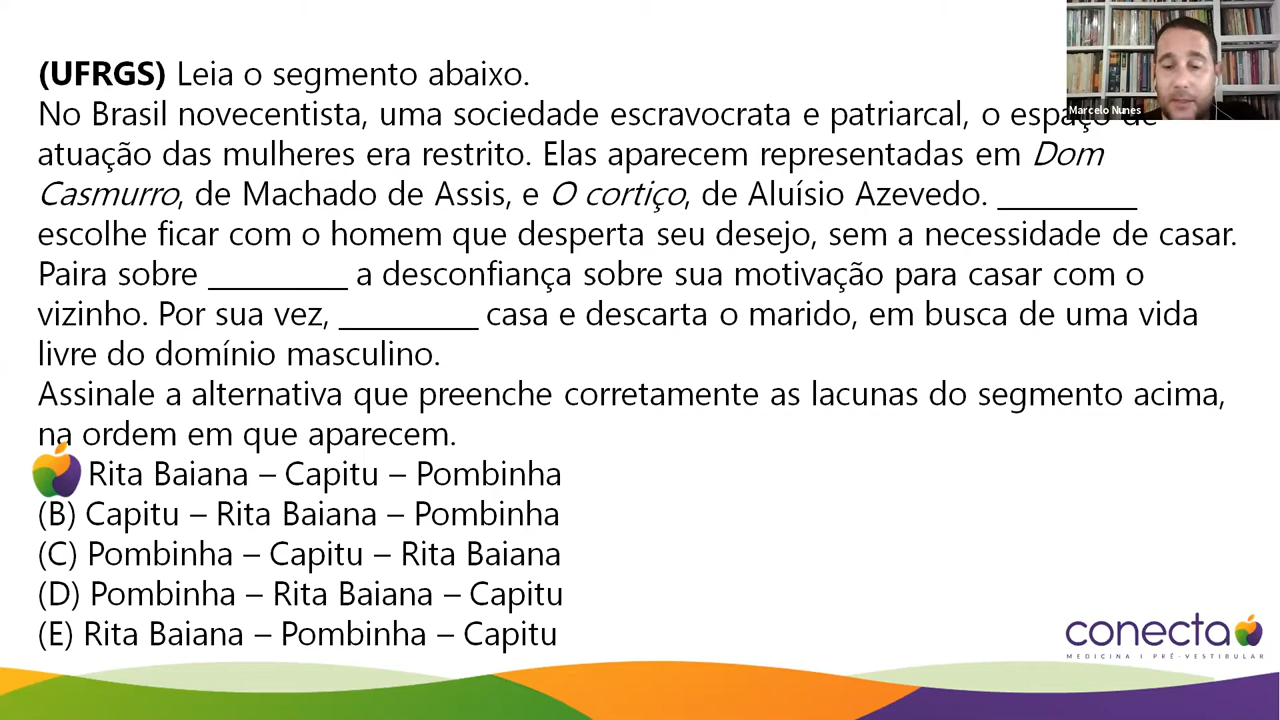 (UFRGS) Leia o segmento abaixo.
No Brasil novecentista, uma sociedade escravocrata e patriarcal, o espaço de
atuação das mulheres era restrito. Elas aparecem representadas em Dom
Casmurro, de Machado de Assis, e O cortiço, de Aluísio Azevedo. _________
escolhe ficar com o homem que desperta seu desejo, sem a necessidade de casar.
Paira sobre _________ a desconfiança sobre sua motivação para casar com o
vizinho. Por sua vez, _________ casa e descarta o marido, em busca de uma vida
livre do domínio masculino.
Assinale a alternativa que preenche corretamente as lacunas do segmento acima,
na ordem em que aparecem.
Rita Baiana – Capitu – Pombinha
(B) Capitu – Rita Baiana – Pombinha
(C) Pombinha – Capitu – Rita Baiana
(D) Pombinha – Rita Baiana – Capitu
(E) Rita Baiana – Pombinha – Capitu
Marcelo Nunes
conecta
MEDICINA I PRÉ-VESTIBULAR